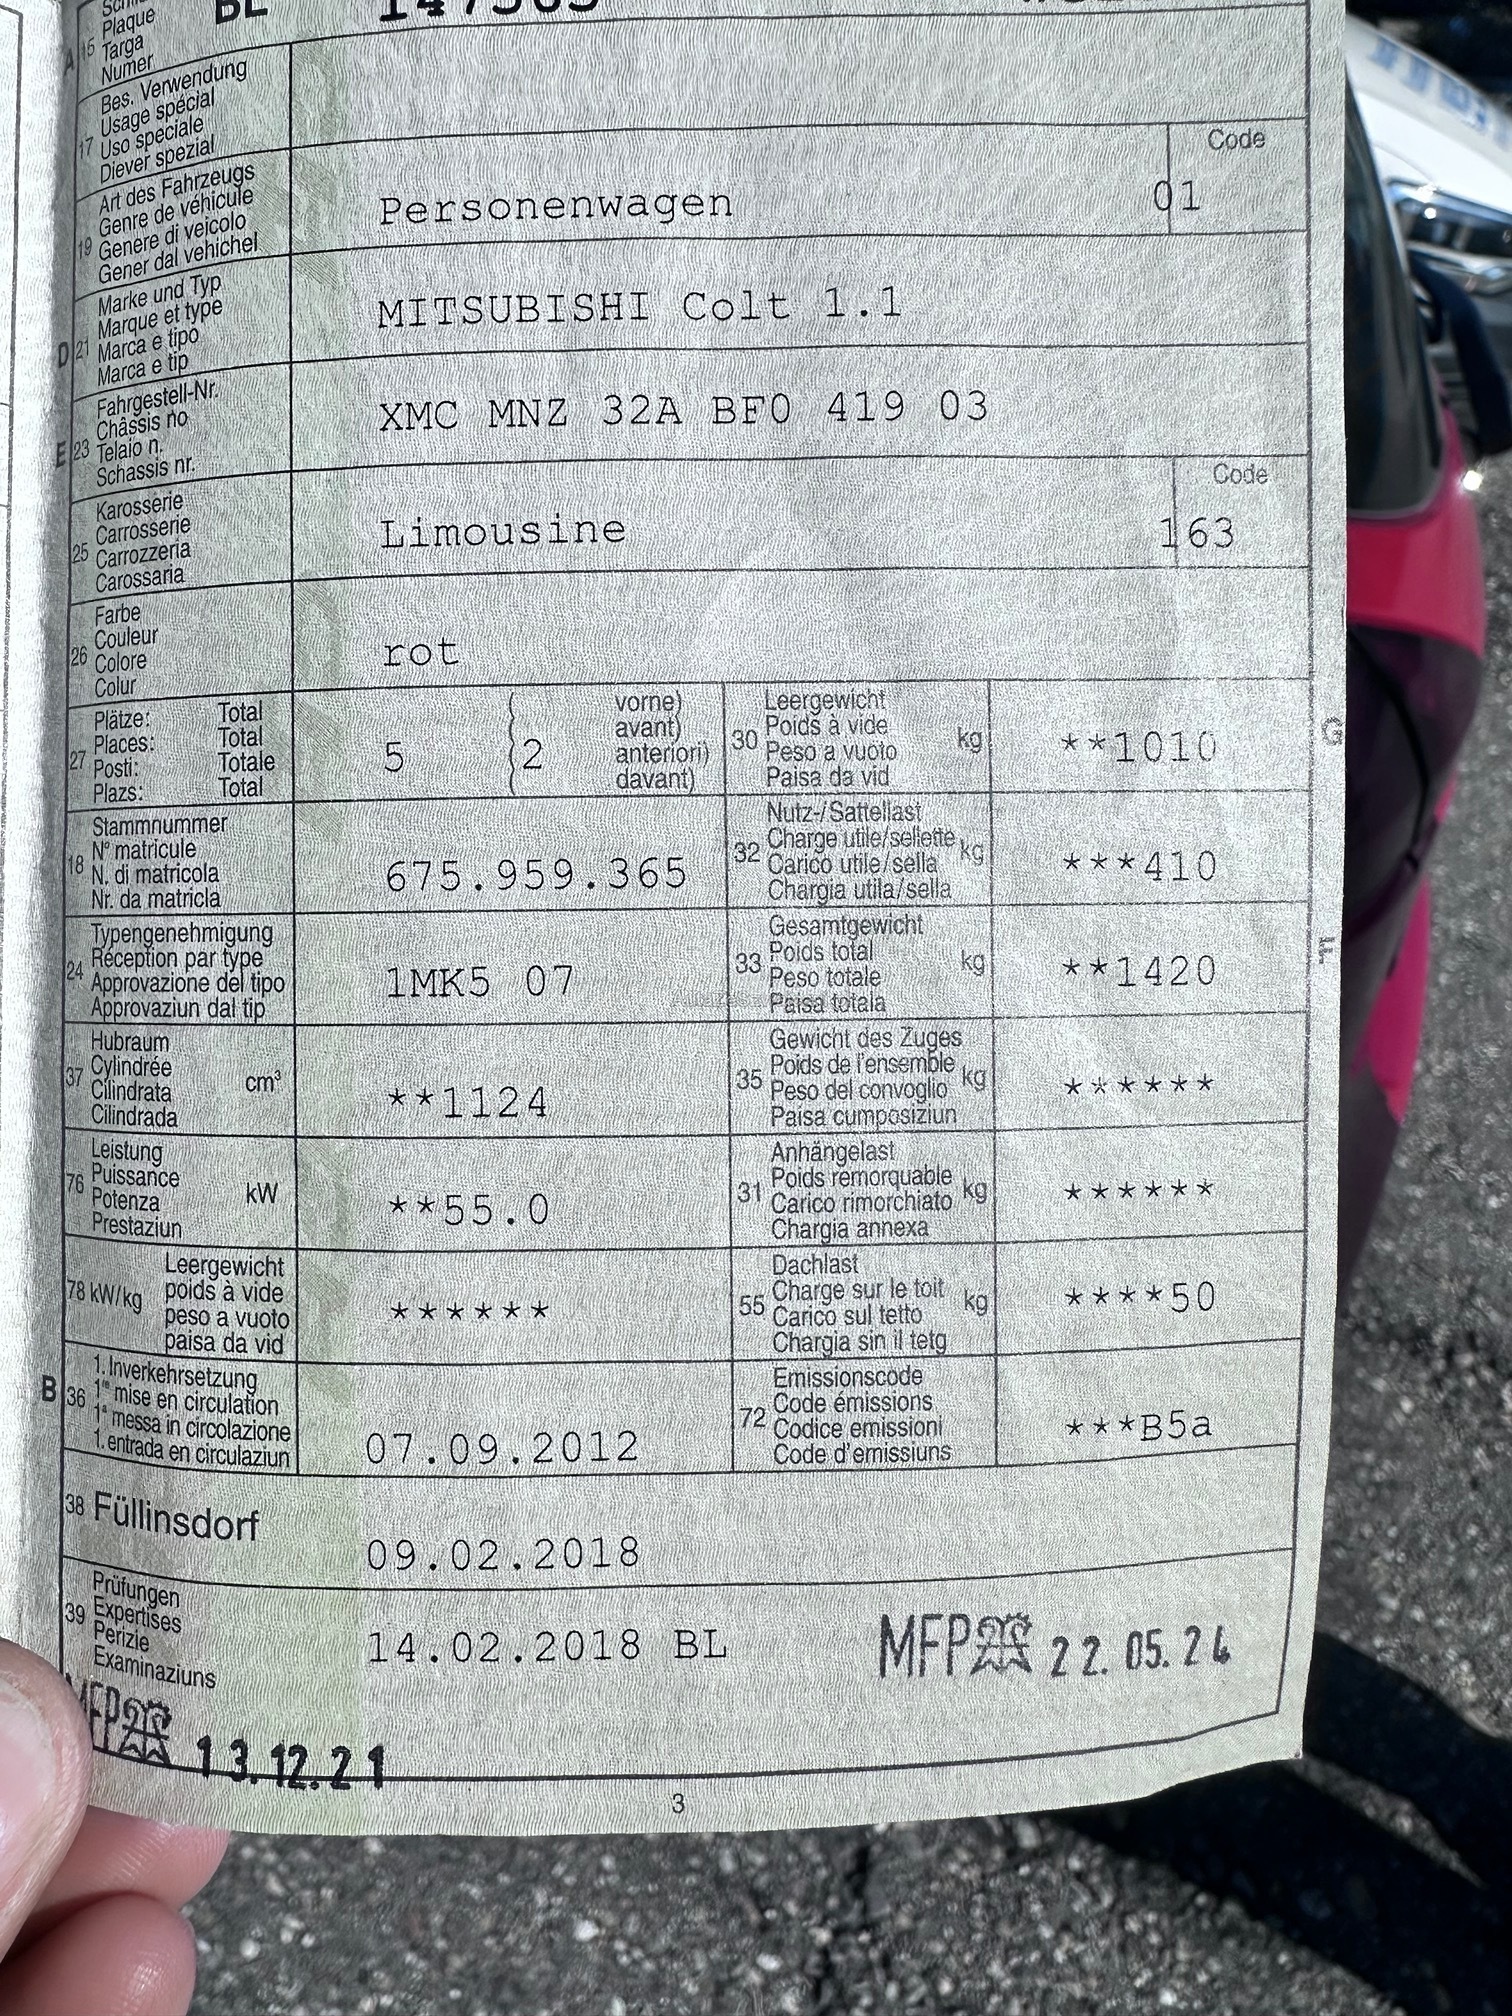 15 Plaque
A Targa
Numer
BL
17 Bes. Verwendung
Usage spécial
Uso speciale
Diever spezial
19 Art des Fahrzeugs
Genre de véhicule
Genere di veicolo
Gener dal vehichel
Personenwagen
Code
01
D 21 Marke und Typ
Marque et type
Marca e tipo
Marca e tip
MITSUBISHI Colt 1.1
E 23 Fahrgestell-Nr.
Châssis no
Telaio n.
Schassis nr.
XMC MNZ 32A BF0 419 03
25 Karosserie
Carrosserie
Carrozzeria
Carossaria
Limousine
Code
163
26 Farbe
Couleur
Colore
Colur
rot
27 Plätze: Total
Places: Total
Posti: Totale
Plazs: Total
5 2
vorne)
avant)
anteriori)
davant)
30 Leergewicht
Poids à vide kg
Peso a vuoto
Paisa da vid
**1010
G
18 Stammnummer
N° matricule
N. di matricola
Nr. da matricla
675.959.365
32 Nutz-/Sattellast
Charge utile/sellette kg
Carico utile/sella
Chargia utila/sella
***410
24 Typengenehmigung
Réception par type
Approvazione del tipo
Approvaziun dal tip
1MK5 07
33 Gesamtgewicht
Poids total kg
Peso totale
Paisa totala
**1420
F.
37 Hubraum
Cylindrée cm³
Cilindrata
Cilindrada
**1124
35 Gewicht des Zuges
Poids de l'ensemble kg
Peso del convoglio
Paisa cumposiziun
******
76 Leistung
Puissance kW
Potenza
Prestaziun
**55.0
31 Anhängelast
Poids remorquable kg
Carico rimorchiato
Chargia annexa
******
78 kW/kg Leergewicht
poids à vide
peso a vuoto
paisa da vid
******
55 Dachlast
Charge sur le toit kg
Carico sul tetto
Chargia sin il tetg
****50
B 36 1. Inverkehrsetzung
1re mise en circulation
1a messa in circolazione
1. entrada en circulaziun
07.09.2012
72 Emissionscode
Code émissions
Codice emissioni
Code d'emissiuns
***B5a
38 Füllinsdorf
09.02.2018
39 Prüfungen
Expertises
Perizie
Examinaziuns
14.02.2018 BL
MFP 22.05.24
MFP 13.12.21
3